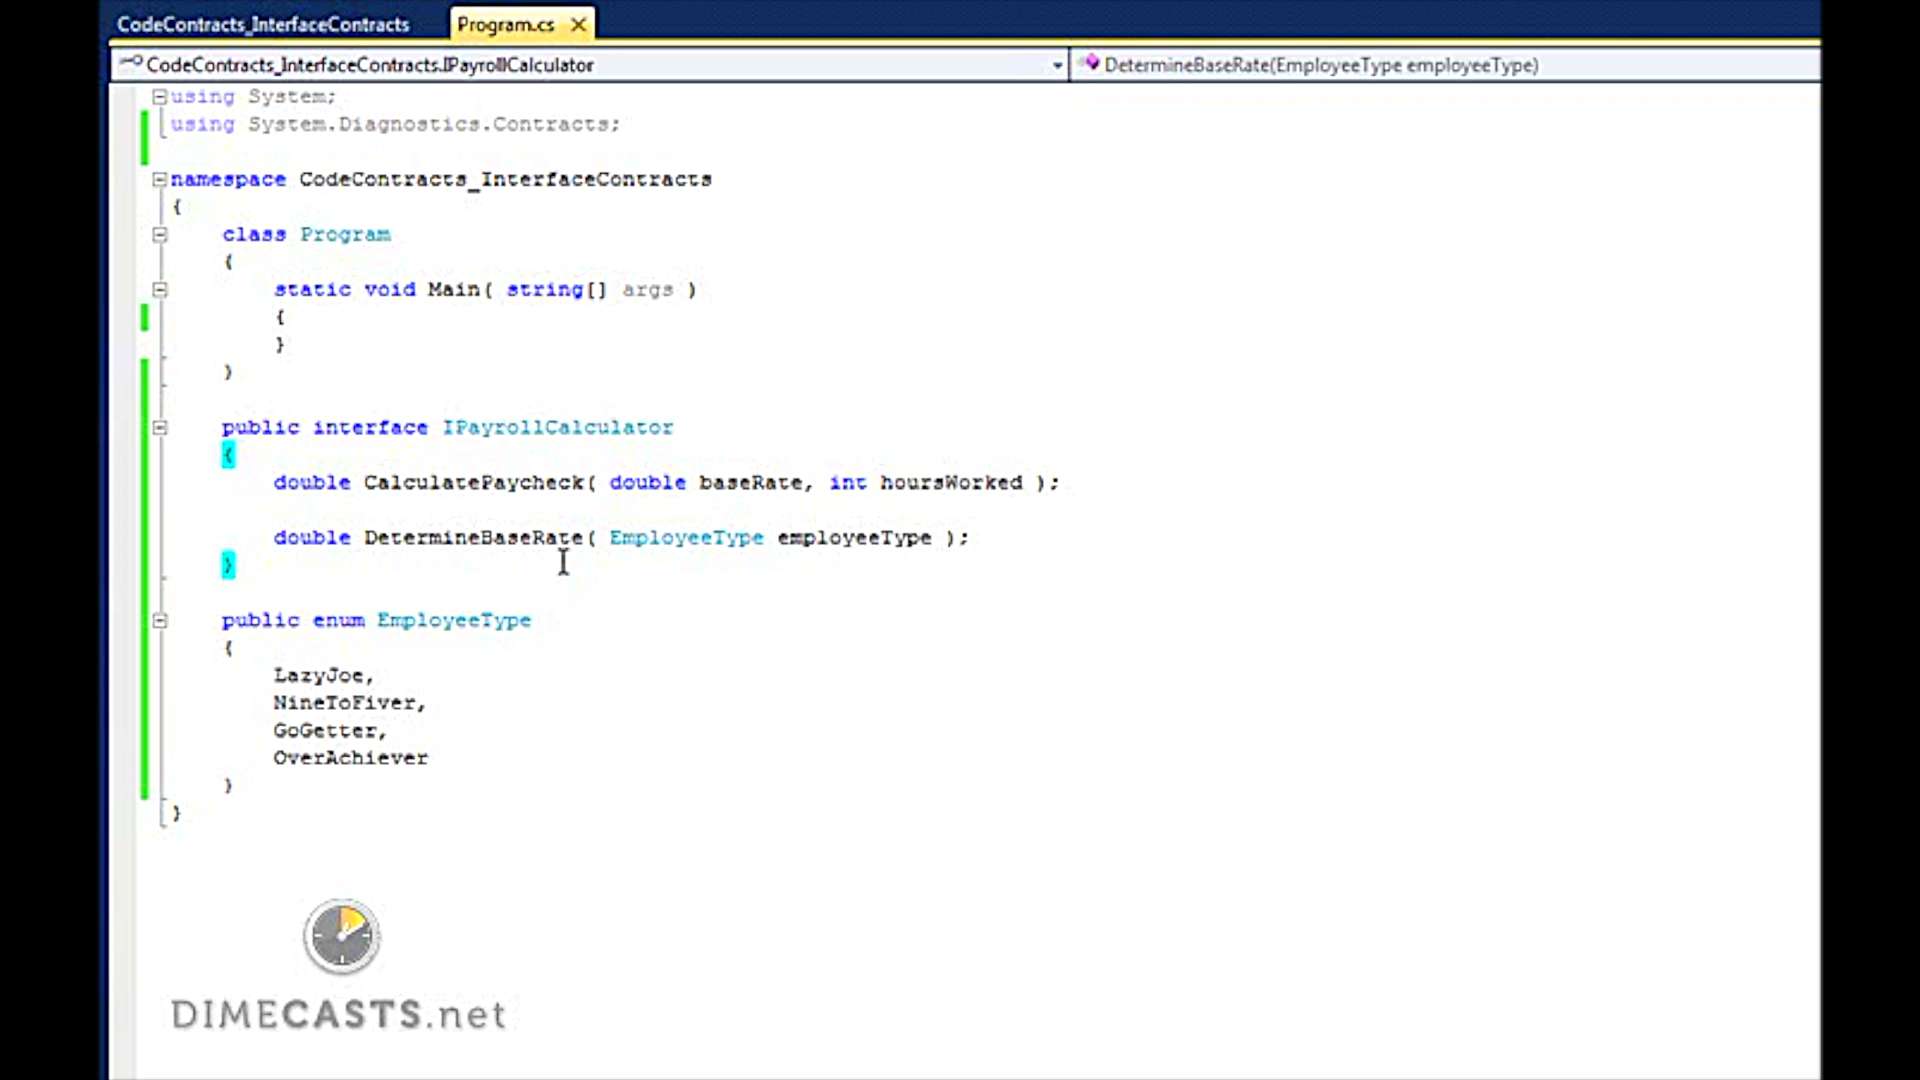 CodeContracts_InterfaceContracts Program.cs
CodeContracts_InterfaceContracts.IPayrollCalculator DetermineBaseRate(EmployeeType employeeType)
using System;
using System.Diagnostics.Contracts;
namespace CodeContracts_InterfaceContracts
{
class Program
{
static void Main( string[] args )
{
}
}
public interface IPayrollCalculator
{
double CalculatePaycheck( double baseRate, int hoursWorked );
double DetermineBaseRate( EmployeeType employeeType );
}
public enum EmployeeType
{
LazyJoe,
NineToFiver,
GoGetter,
OverAchiever
}
}
DIMECASTS.net